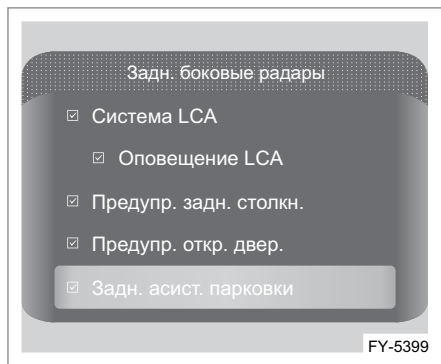 Задн. боковые радары
Система LCA
Оповещение LCA
Предупр. задн. столкн.
Предупр. откр. двер.
Задн. асист. парковки
FY-5399